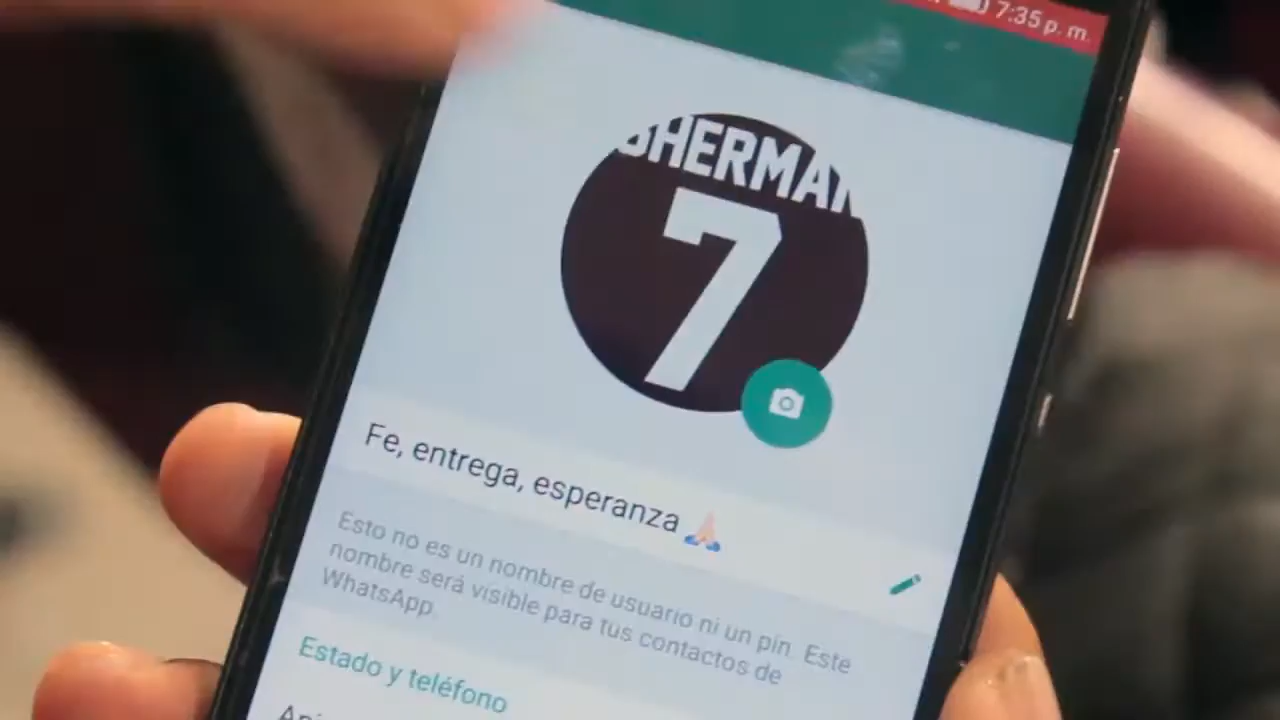 7:35 p. m.
SHERMAN
7
Fe, entrega, esperanza 🙏🏻
Esto no es un nombre de usuario ni un pin. Este
nombre será visible para tus contactos de
WhatsApp.
Estado y teléfono